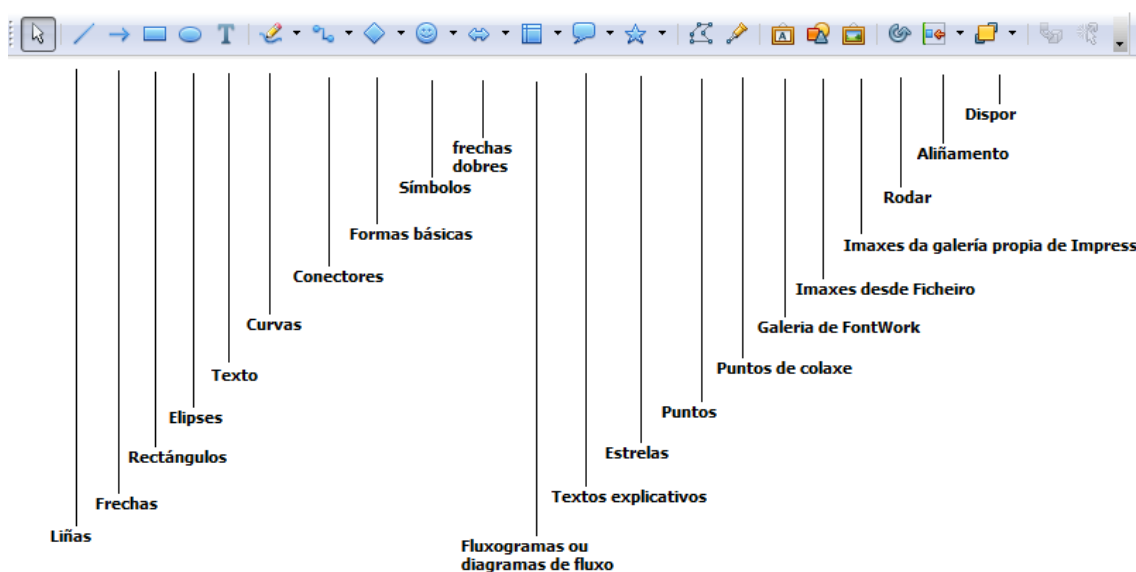 T
A
Dispor
frechas
dobres
Aliñamento
Símbolos
Rodar
Formas básicas
Imaxes da galería propia de Impress
Conectores
Imaxes desde Ficheiro
Curvas
Galeria de FontWork
Texto
Puntos de colaxe
Elipses
Puntos
Rectángulos
Estrelas
Frechas
Textos explicativos
Liñas
Fluxogramas ou
diagramas de fluxo